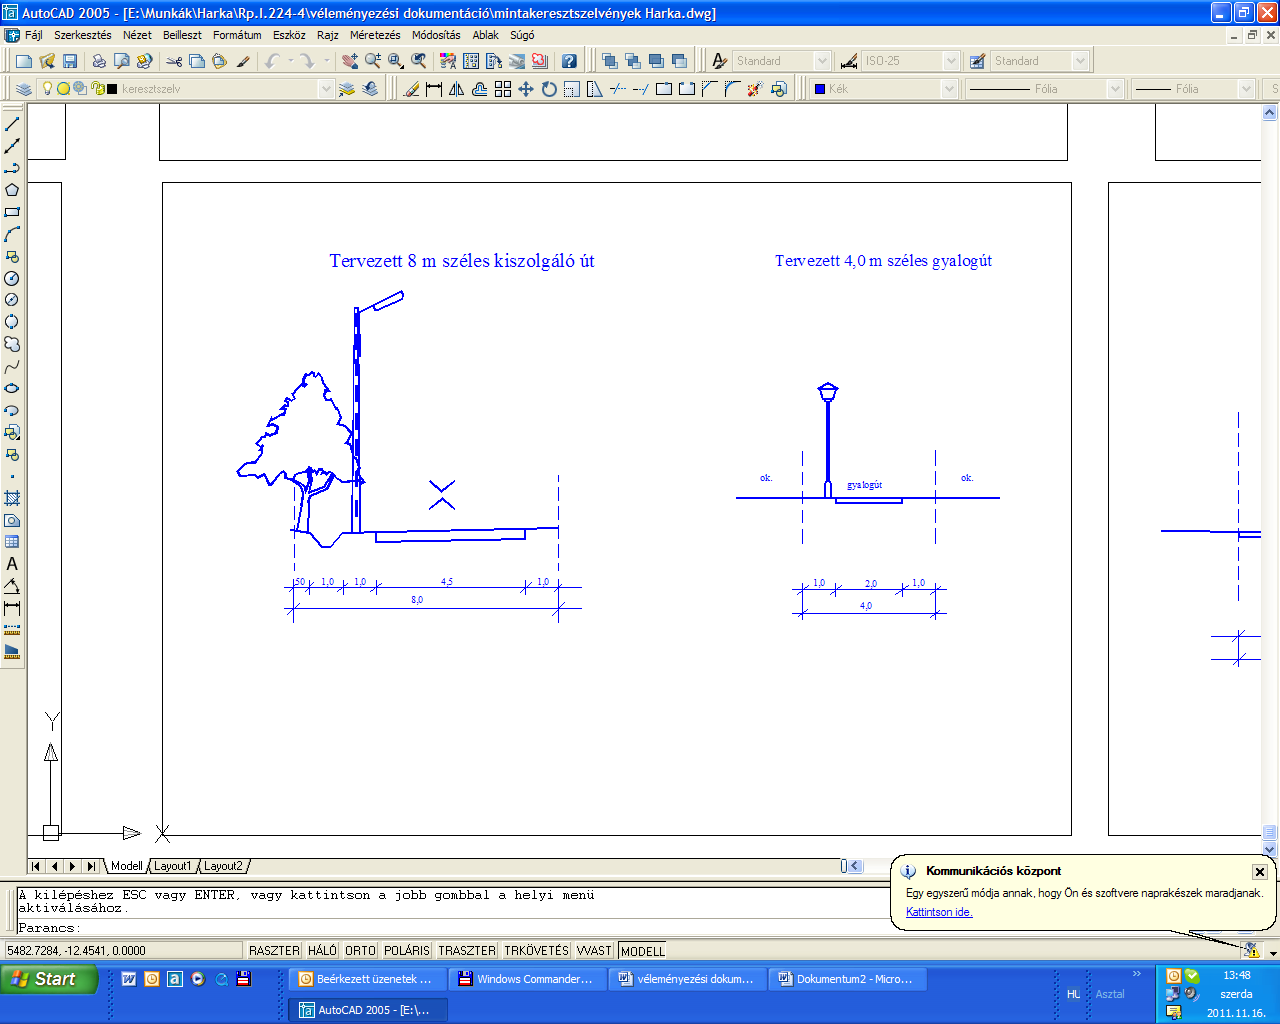 AutoCAD 2005 - [E:\Munkák\Harka\Rp.I.224-4\véleményezési dokumentáció\mintakeresztszelvények Harka.dwg]
Fájl Szerkesztés Nézet Beilleszt Formátum Eszköz Rajz Méretezés Módosítás Ablak Súgó
Standard ISO-25 Standard
keresztszelv Kék Fólia Fólia S
Tervezett 8 m széles kiszolgáló út
Tervezett 4,0 m széles gyalogút
ok. gyalogút ok.
50 1,0 1,0 4,5 1,0
8,0
1,0 2,0 1,0
4,0
Y
X
Modell Layout1 Layout2
A kilépéshez ESC vagy ENTER, vagy kattintson a jobb gombbal a helyi menü
aktiválásához.
Parancs:
Kommunikációs központ
Egy egyszerű módja annak, hogy Ön és szoftvere naprakészek maradjanak.
Kattintson ide.
5482.7284, -12.4541, 0.0000 RASZTER HÁLÓ ORTO POLÁRIS TRASZTER TRKÖVETÉS VVAST MODELL
Start Beérkezett üzenetek ... Windows Commander... véleményezési dokum... Dokumentum2 - Micro...
AutoCAD 2005 - [E:\...
HU Asztal
13:48
szerda
2011.11.16.